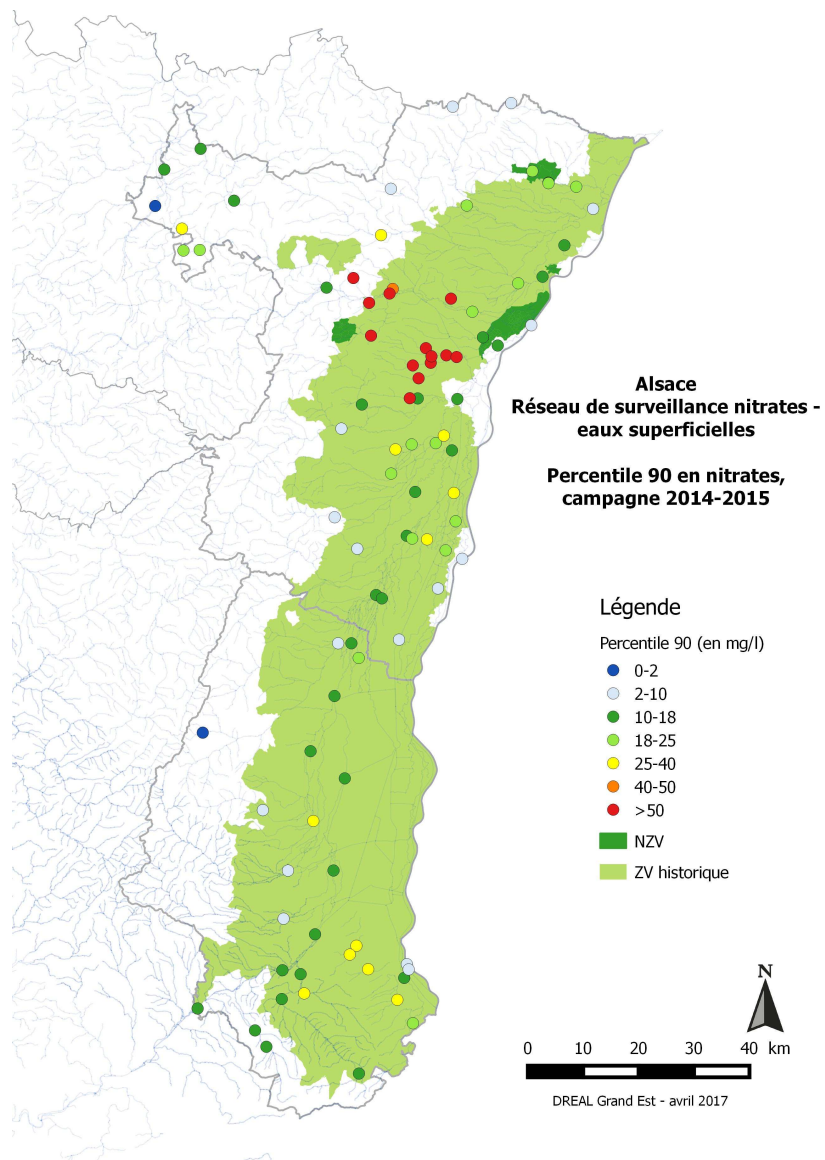 Alsace
Réseau de surveillance nitrates -
eaux superficielles
Percentile 90 en nitrates,
campagne 2014-2015
Légende
Percentile 90 (en mg/l)
0-2
2-10
10-18
18-25
25-40
40-50
>50
NZV
ZV historique
N
0 10 20 30 40 km
DREAL Grand Est - avril 2017